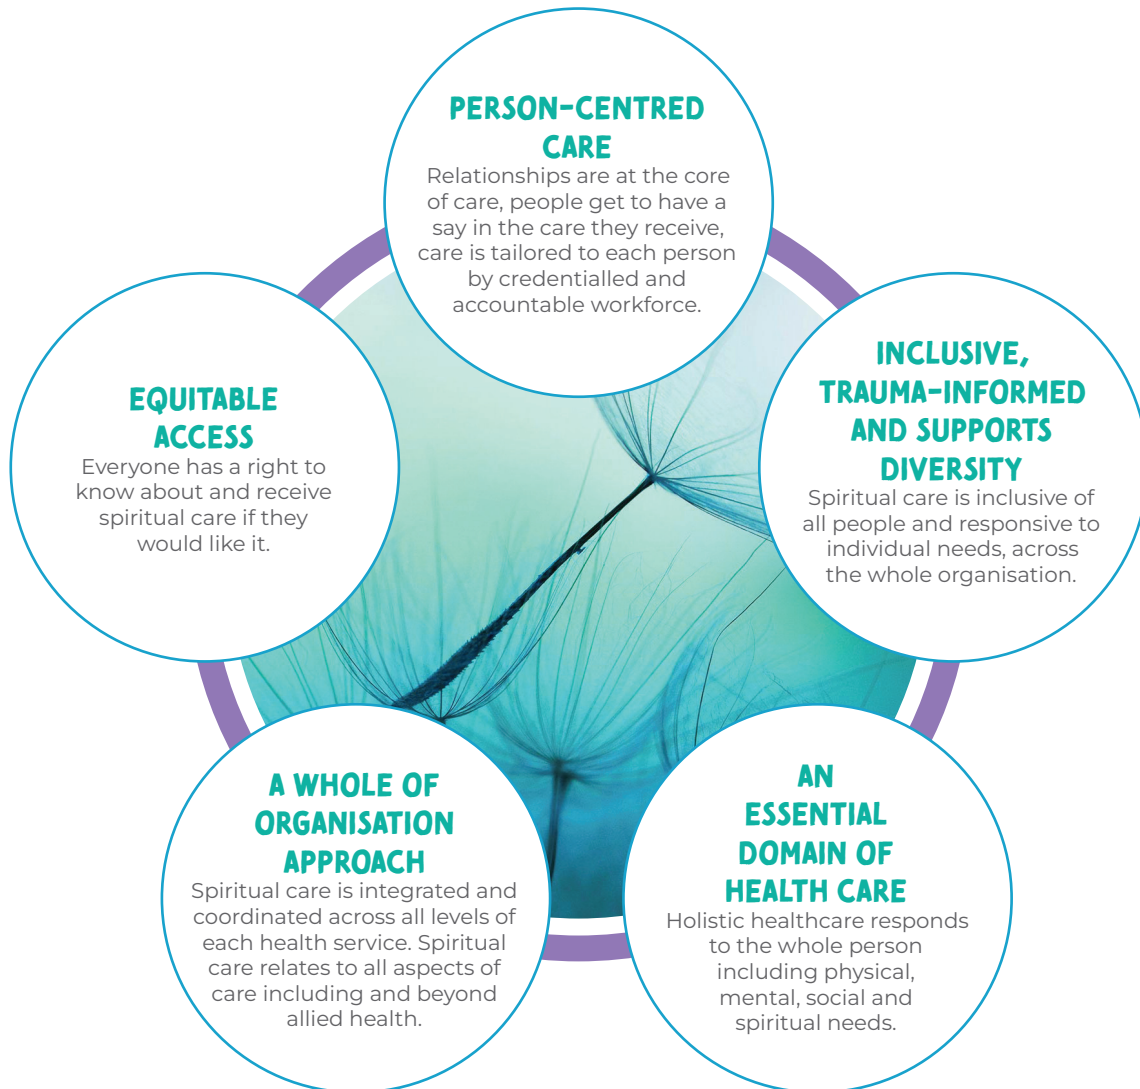 PERSON-CENTRED
CARE
Relationships are at the core
of care, people get to have a
say in the care they receive,
care is tailored to each person
by credentialled and
accountable workforce.
INCLUSIVE,
TRAUMA-INFORMED
AND SUPPORTS
DIVERSITY
Spiritual care is inclusive of
all people and responsive to
individual needs, across
the whole organisation.
AN
ESSENTIAL
DOMAIN OF
HEALTH CARE
Holistic healthcare responds
to the whole person
including physical,
mental, social and
spiritual needs.
A WHOLE OF
ORGANISATION
APPROACH
Spiritual care is integrated and
coordinated across all levels of
each health service. Spiritual
care relates to all aspects of
care including and beyond
allied health.
EQUITABLE
ACCESS
Everyone has a right to
know about and receive
spiritual care if they
would like it.